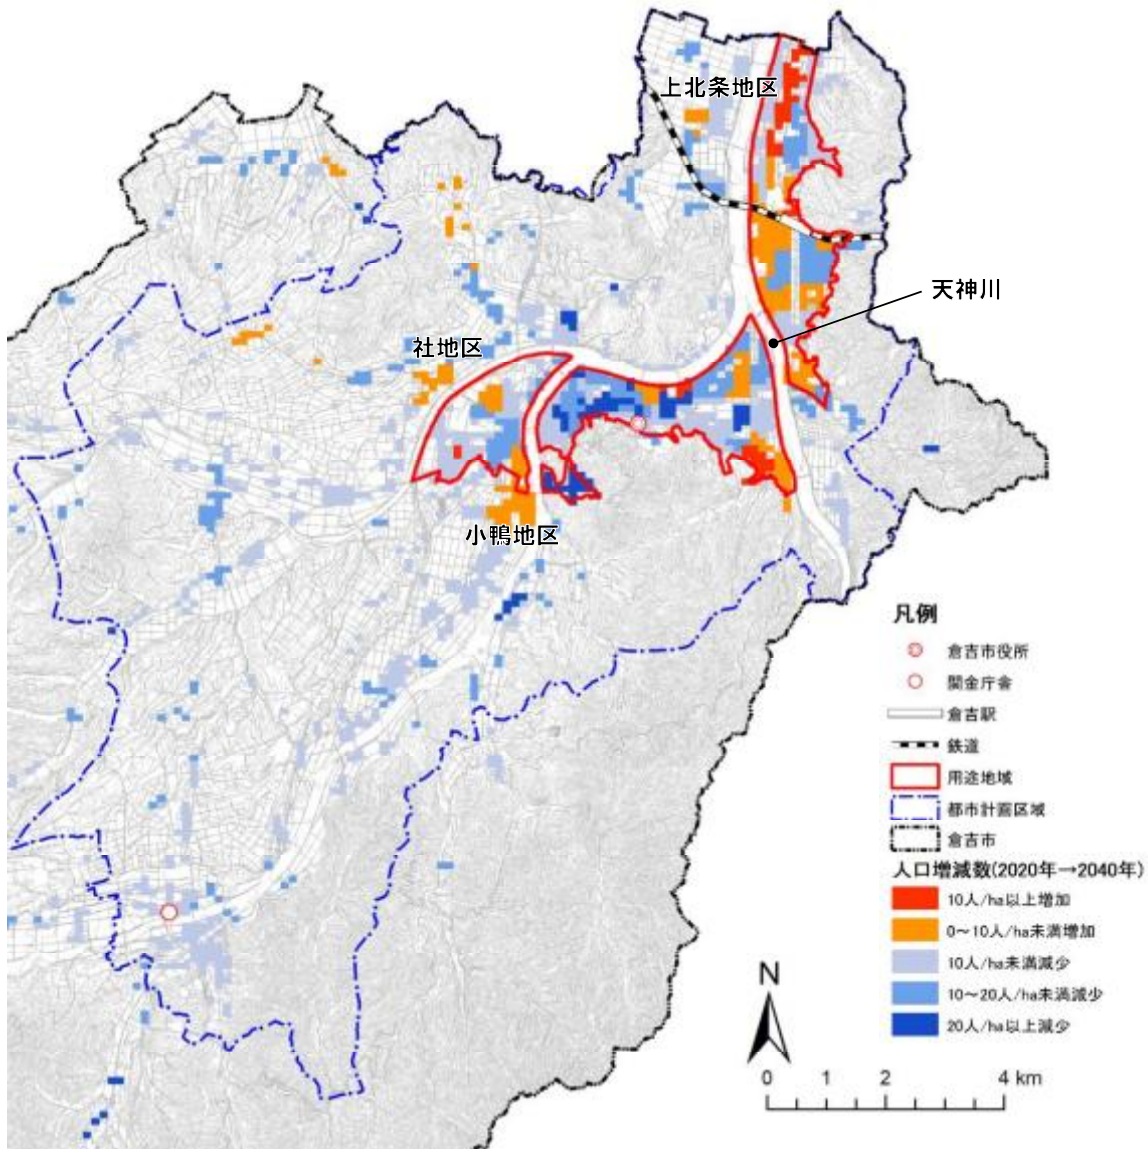 上北条地区
天神川
社地区
小鴨地区
凡例
倉吉市役所
関金庁舎
倉吉駅
鉄道
用途地域
都市計画区域
倉吉市
人口増減数(2020年→2040年)
10人/ha以上増加
0~10人/ha未満増加
10人/ha未満減少
10~20人/ha未満減少
20人/ha以上減少
N
0 1 2 4 km